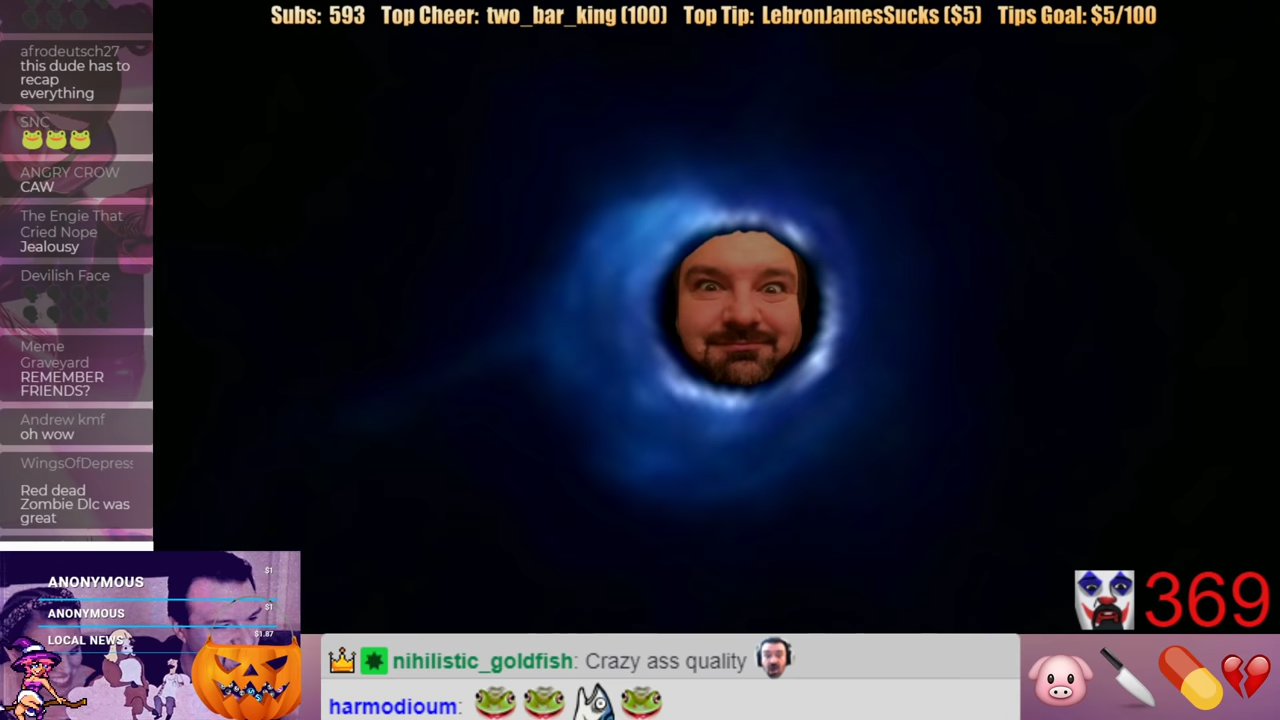 Subs: 593 Top Cheer: two_bar_king (100) Top Tip: LebronJamesSucks ($5) Tips Goal: $5/100
afrodeutsch27
this dude has to
recap
everything
SNC
ANGRY CROW
CAW
The Engie That
Cried Nope
Jealousy
Devilish Face
Meme
Graveyard
REMEMBER
FRIENDS?
Andrew kmf
oh wow
WingsOfDepres
Red dead
Zombie Dlc was
great
ANONYMOUS $1
ANONYMOUS $1
LOCAL NEWS $1.87
369
nihilistic_goldfish: Crazy ass quality
harmodioum: